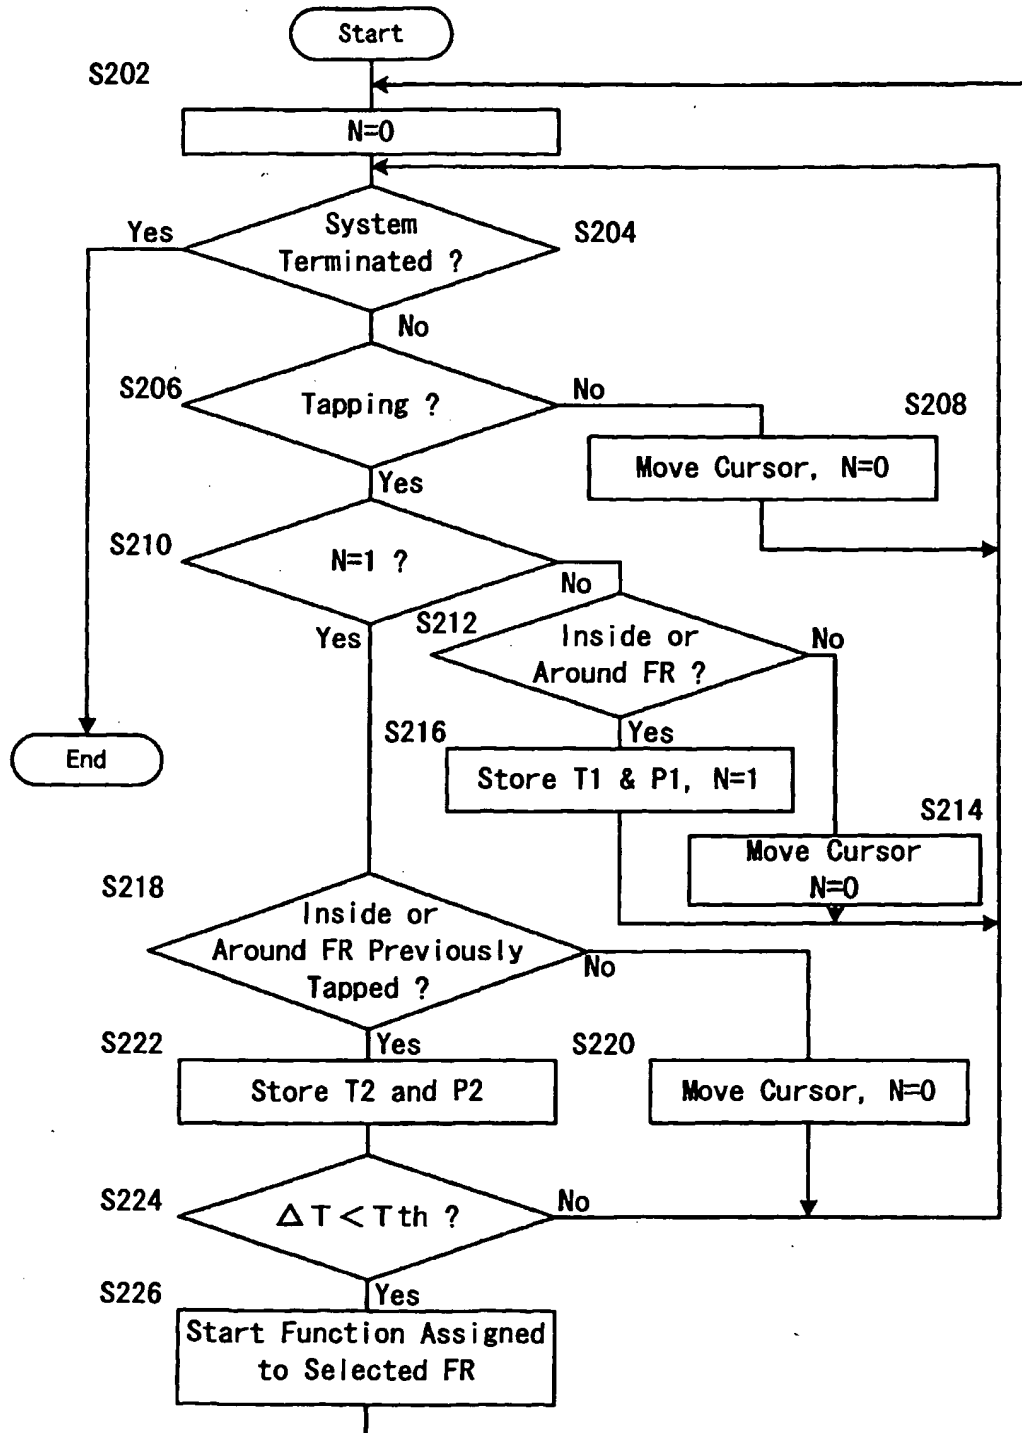 Start
S202
N=0
System
Terminated ?
S204
Yes
No
S206
Tapping ?
No
S208
Move Cursor, N=0
Yes
S210
N=1 ?
No
Yes
S212
Inside or
Around FR ?
No
S216
Yes
Store T1 & P1, N=1
End
S214
Move Cursor
N=0
S218
Inside or
Around FR Previously
Tapped ?
No
S222
Yes
Store T2 and P2
S220
Move Cursor, N=0
S224
ΔT<Tth ?
No
S226
Yes
Start Function Assigned
to Selected FR